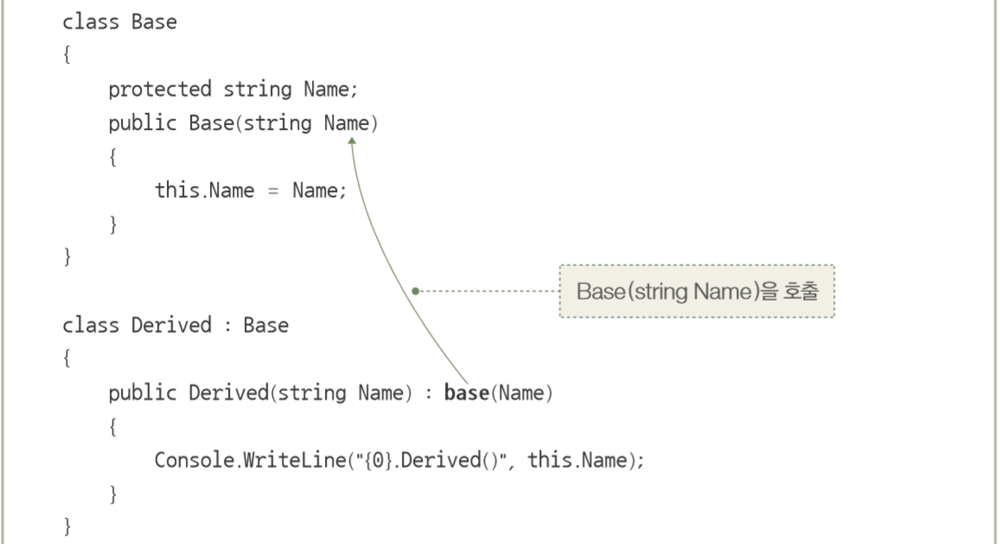 class Base
{
    protected string Name;
    public Base(string Name)
    {
        this.Name = Name;
    }
}
Base(string Name)을 호출
class Derived : Base
{
    public Derived(string Name) : base(Name)
    {
        Console.WriteLine("{0}.Derived()", this.Name);
    }
}